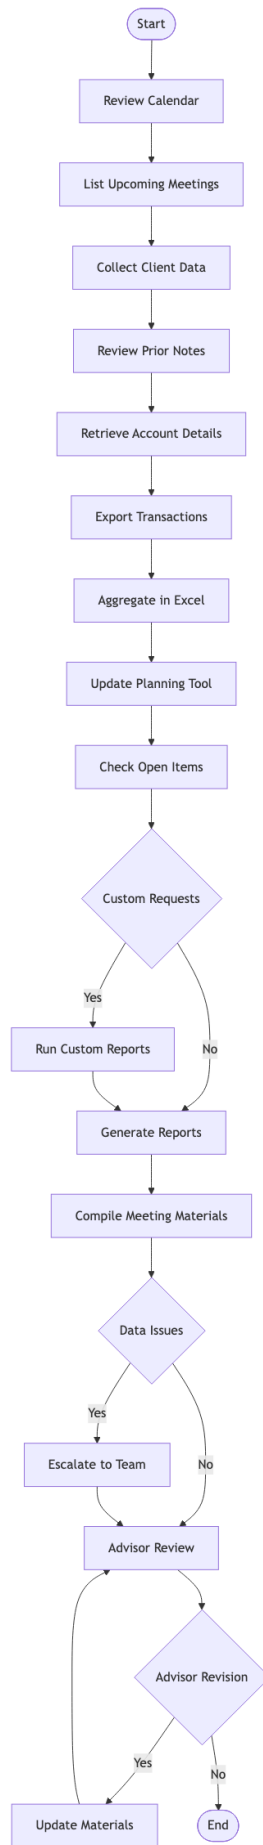 Start
Review Calendar
List Upcoming Meetings
Collect Client Data
Review Prior Notes
Retrieve Account Details
Export Transactions
Aggregate in Excel
Update Planning Tool
Check Open Items
Custom Requests
Yes
Run Custom Reports
No
Generate Reports
Compile Meeting Materials
Data Issues
Yes
Escalate to Team
No
Advisor Review
Advisor Revision
Yes
No
Update Materials
End